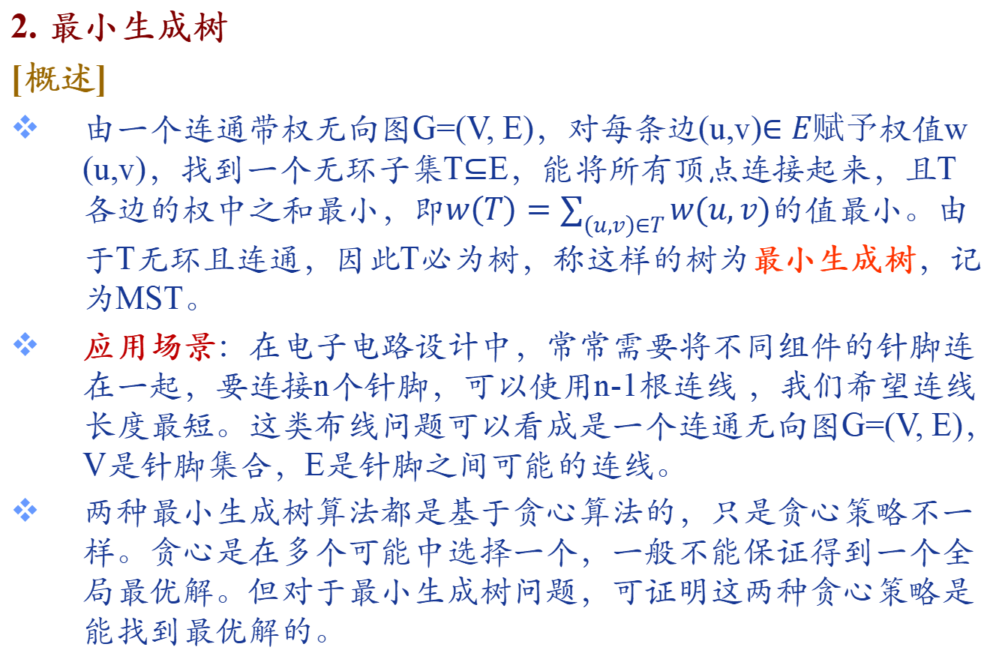 2. 最小生成树
[概述]
❖ 由一个连通带权无向图G=(V, E)，对每条边(u,v)∈ E赋予权值w
(u,v)，找到一个无环子集T⊆E，能将所有顶点连接起来，且T
各边的权中之和最小，即w(T) = ∑_{(u,v)∈T} w(u, v)的值最小。由
于T无环且连通，因此T必为树，称这样的树为最小生成树，记
为MST。
❖ 应用场景：在电子电路设计中，常常需要将不同组件的针脚连
在一起，要连接n个针脚，可以使用n-1根连线 ，我们希望连线
长度最短。这类布线问题可以看成是一个连通无向图G=(V, E)，
V是针脚集合，E是针脚之间可能的连线。
❖ 两种最小生成树算法都是基于贪心算法的，只是贪心策略不一
样。贪心是在多个可能中选择一个，一般不能保证得到一个全
局最优解。但对于最小生成树问题，可证明这两种贪心策略是
能找到最优解的。